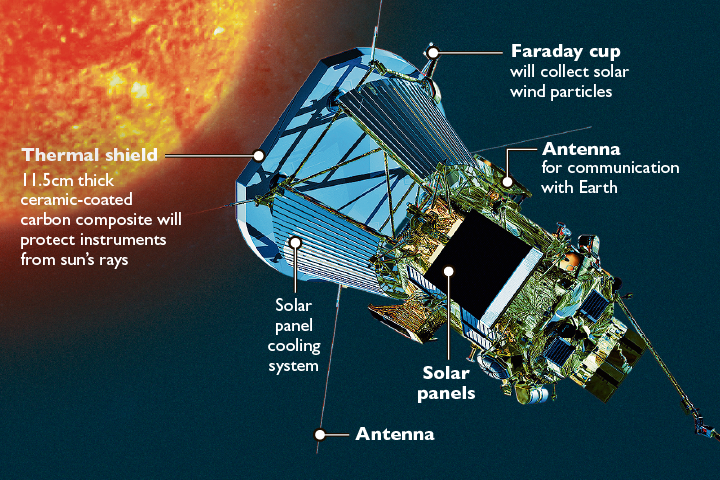 Faraday cup
will collect solar
wind particles
Antenna
for communication
with Earth
Thermal shield
11.5cm thick
ceramic-coated
carbon composite will
protect instruments
from sun's rays
Solar
panel
cooling
system
Solar
panels
Antenna